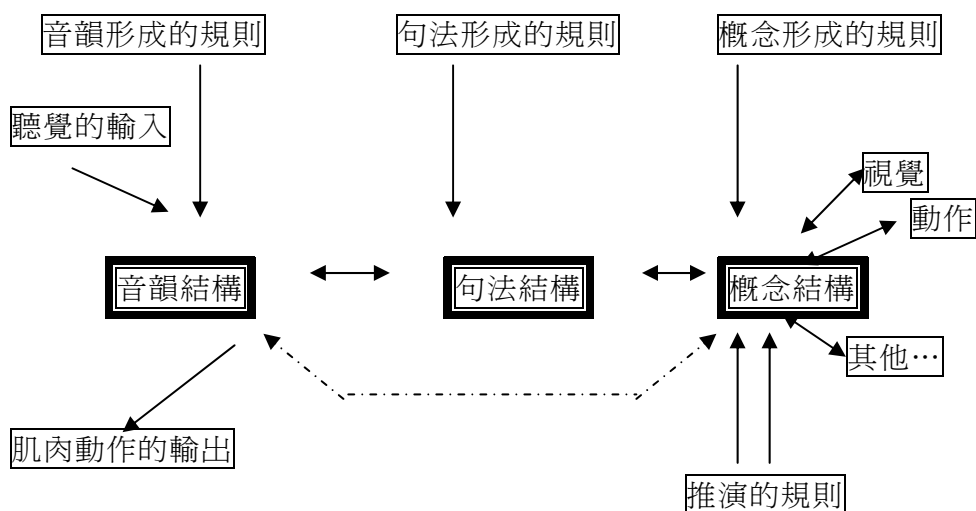 音韻形成的規則
句法形成的規則
概念形成的規則
聽覺的輸入
視覺
動作
音韻結構
句法結構
概念結構
其他…
肌肉動作的輸出
推演的規則